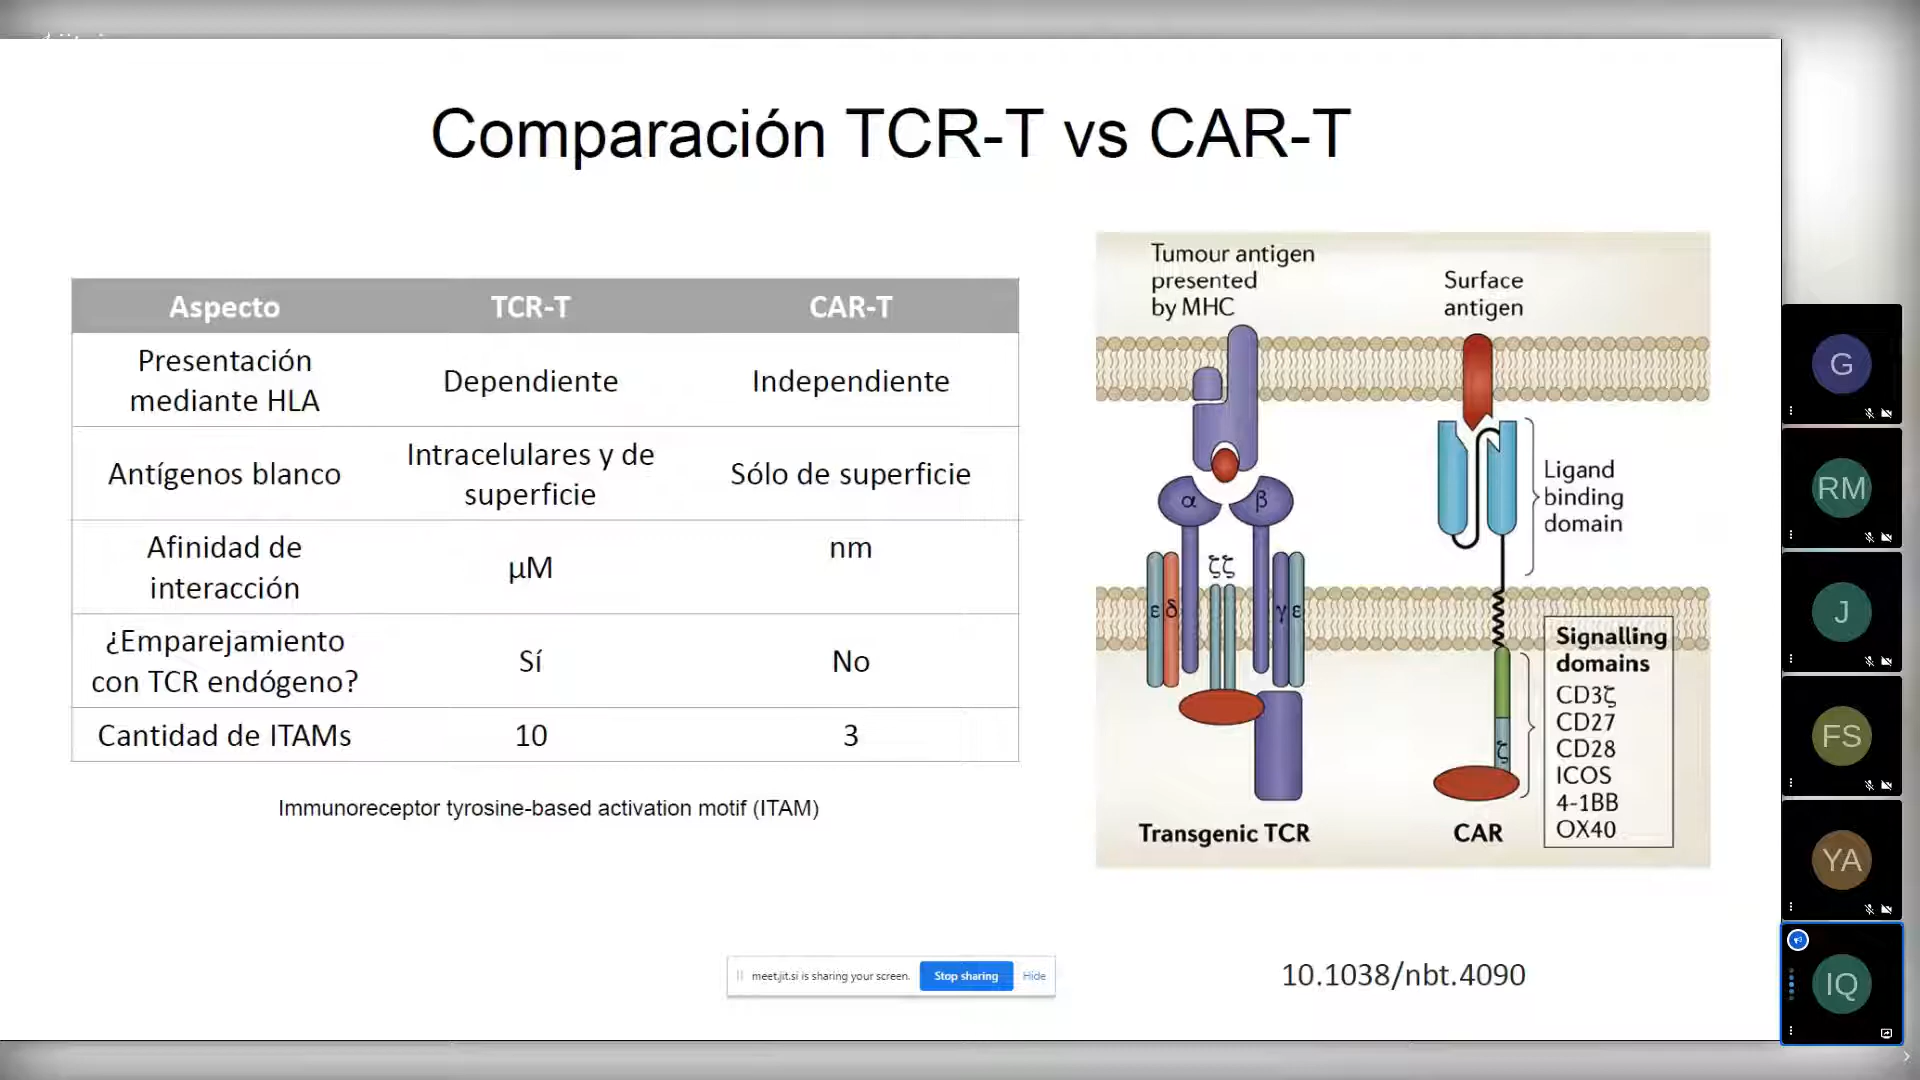 Comparación TCR-T vs CAR-T
Aspecto
TCR-T
CAR-T
Presentación
mediante HLA
Dependiente
Independiente
Antígenos blanco
Intracelulares y de
superficie
Sólo de superficie
Afinidad de
interacción
µM
nm
¿Emparejamiento
con TCR endógeno?
Sí
No
Cantidad de ITAMs
10
3
Immunoreceptor tyrosine-based activation motif (ITAM)
Tumour antigen
presented
by MHC
Surface
antigen
α
β
ζζ
ε
δ
γ
ε
Ligand
binding
domain
Signalling
domains
CD3ζ
CD27
CD28
ICOS
4-1BB
OX40
ζ
Transgenic TCR
CAR
10.1038/nbt.4090
meet.jit.si is sharing your screen.
Stop sharing
Hide
G
RM
J
FS
YA
IQ